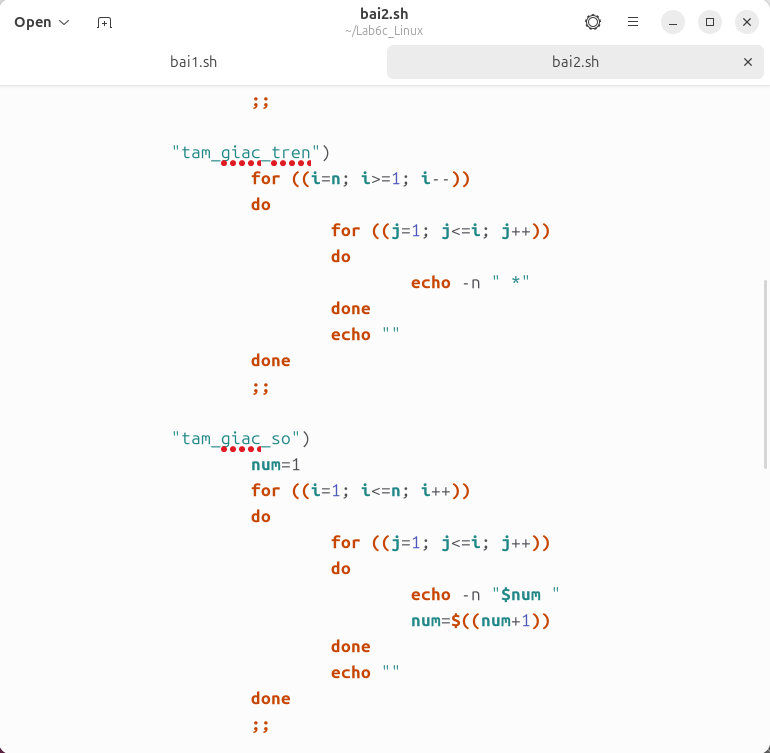 Open
bai2.sh
~/Lab6c_Linux
bai1.sh
bai2.sh
;;
"tam_giac_tren")
for ((i=n; i>=1; i--))
do
for ((j=1; j<=i; j++))
do
echo -n " *"
done
echo ""
done
;;
"tam_giac_so")
num=1
for ((i=1; i<=n; i++))
do
for ((j=1; j<=i; j++))
do
echo -n "$num "
num=$((num+1))
done
echo ""
done
;;